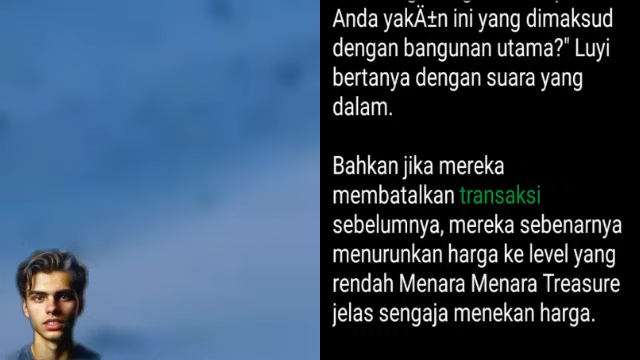 Anda yakÄ±n ini yang dimaksud
dengan bangunan utama?" Luyi
bertanya dengan suara yang
dalam.
Bahkan jika mereka
membatalkan transaksi
sebelumnya, mereka sebenarnya
menurunkan harga ke level yang
rendah Menara Menara Treasure
jelas sengaja menekan harga.